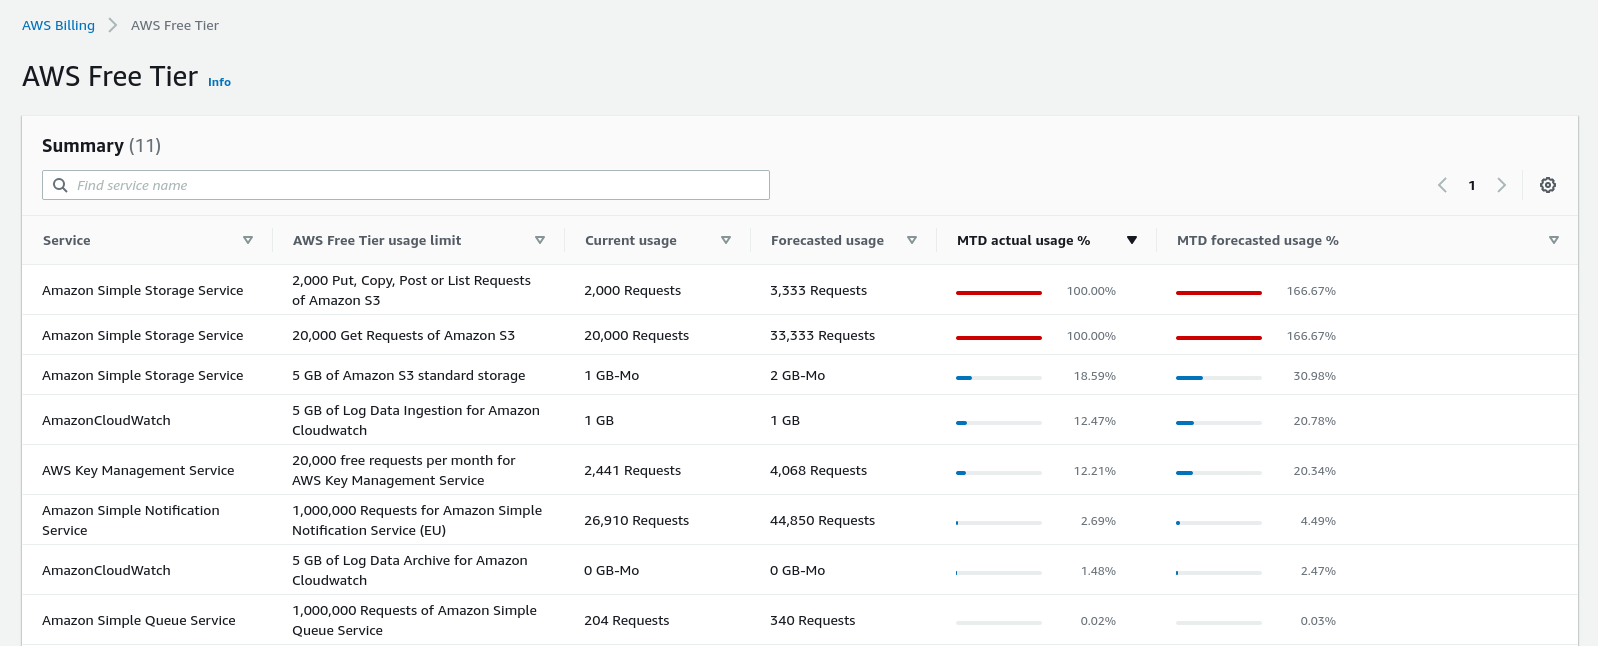 AWS Billing > AWS Free Tier
AWS Free Tier Info
Summary (11)
Find service name
1
Service AWS Free Tier usage limit Current usage Forecasted usage MTD actual usage % MTD forecasted usage %
Amazon Simple Storage Service 2,000 Put, Copy, Post or List Requests
of Amazon S3 2,000 Requests 3,333 Requests 100.00% 166.67%
Amazon Simple Storage Service 20,000 Get Requests of Amazon S3 20,000 Requests 33,333 Requests 100.00% 166.67%
Amazon Simple Storage Service 5 GB of Amazon S3 standard storage 1 GB-Mo 2 GB-Mo 18.59% 30.98%
AmazonCloudWatch 5 GB of Log Data Ingestion for Amazon
Cloudwatch 1 GB 1 GB 12.47% 20.78%
AWS Key Management Service 20,000 free requests per month for
AWS Key Management Service 2,441 Requests 4,068 Requests 12.21% 20.34%
Amazon Simple Notification
Service 1,000,000 Requests for Amazon Simple
Notification Service (EU) 26,910 Requests 44,850 Requests 2.69% 4.49%
AmazonCloudWatch 5 GB of Log Data Archive for Amazon
Cloudwatch 0 GB-Mo 0 GB-Mo 1.48% 2.47%
Amazon Simple Queue Service 1,000,000 Requests of Amazon Simple
Queue Service 204 Requests 340 Requests 0.02% 0.03%